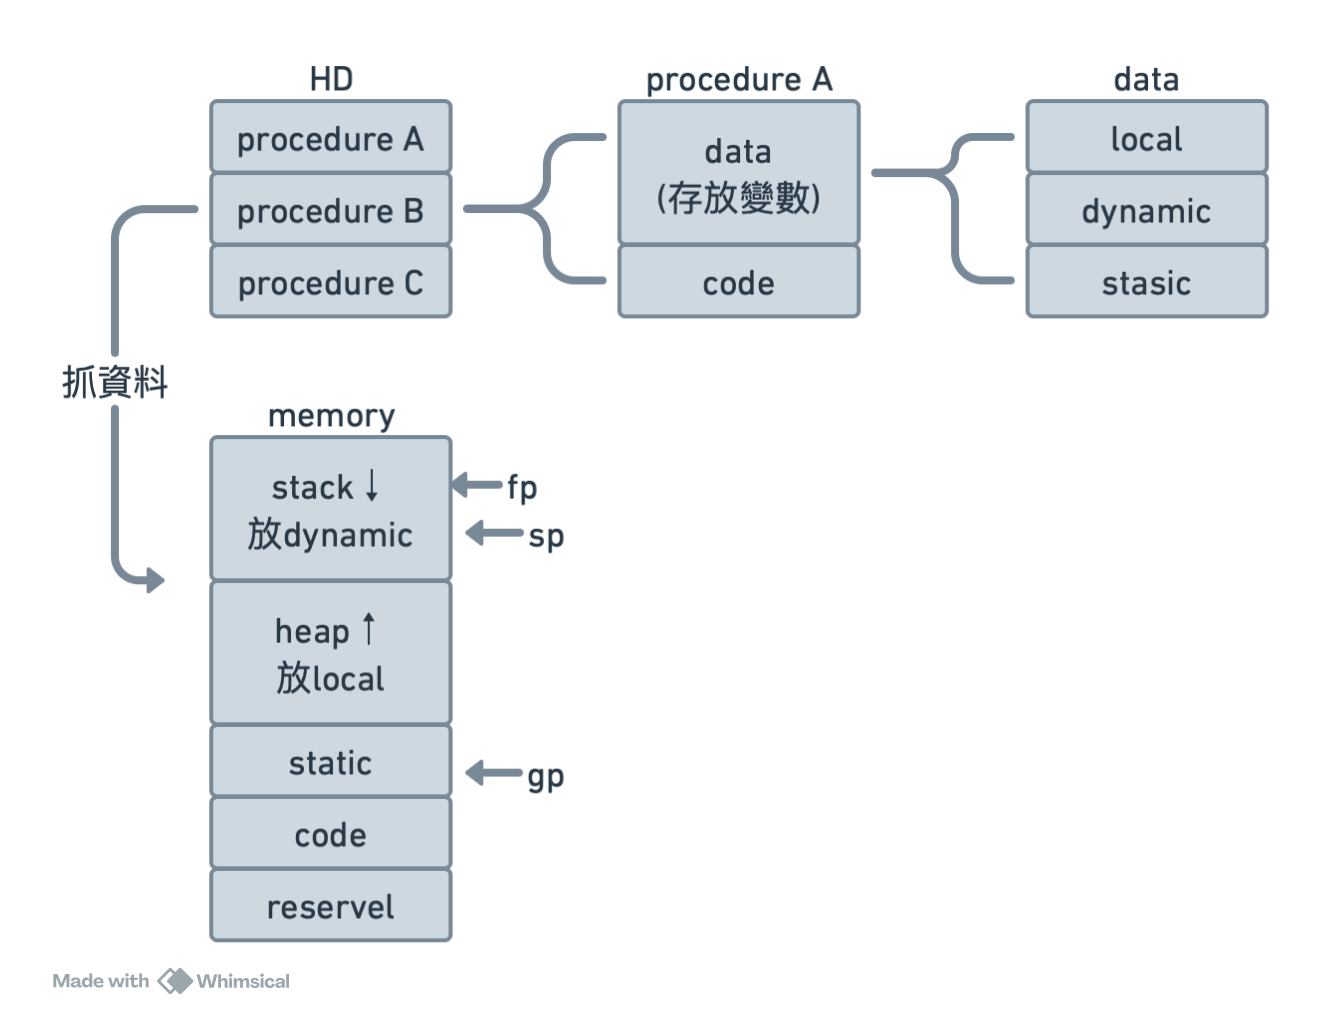 HD
procedure A
procedure B
procedure C
procedure A
data
(存放變數)
code
data
local
dynamic
stasic
抓資料
memory
stack ↓
放dynamic
fp
sp
heap ↑
放local
static
gp
code
reservel
Made with Whimsical